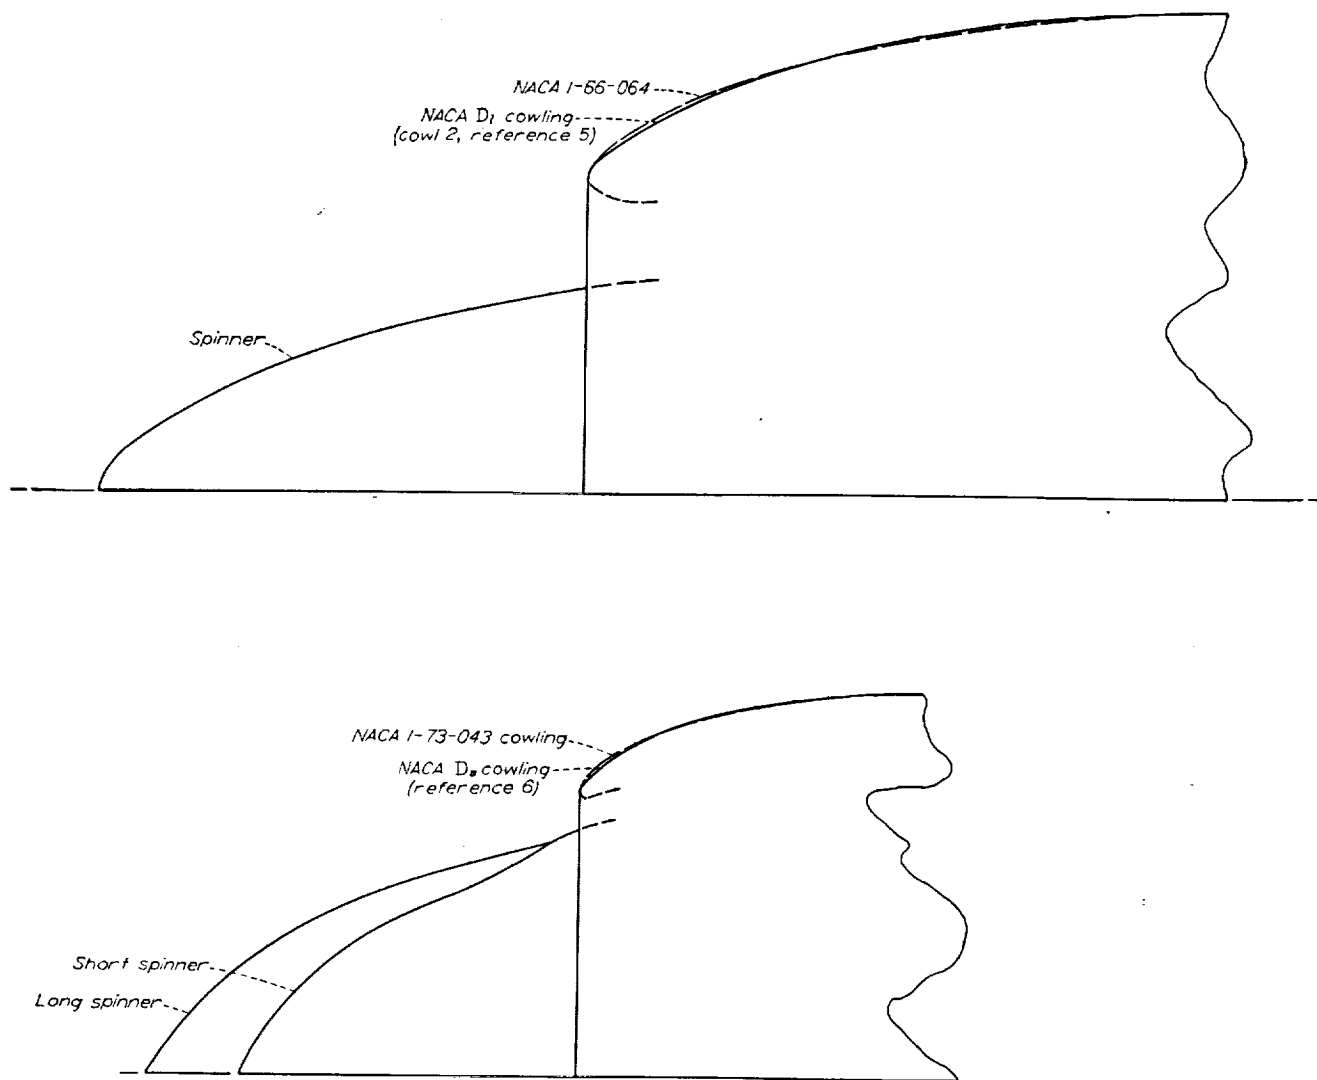 NACA 1-66-064
NACA D₁ cowling
(cowl 2, reference 5)
Spinner
NACA 1-73-043 cowling
NACA Dₛ cowling
(reference 6)
Short spinner
Long spinner